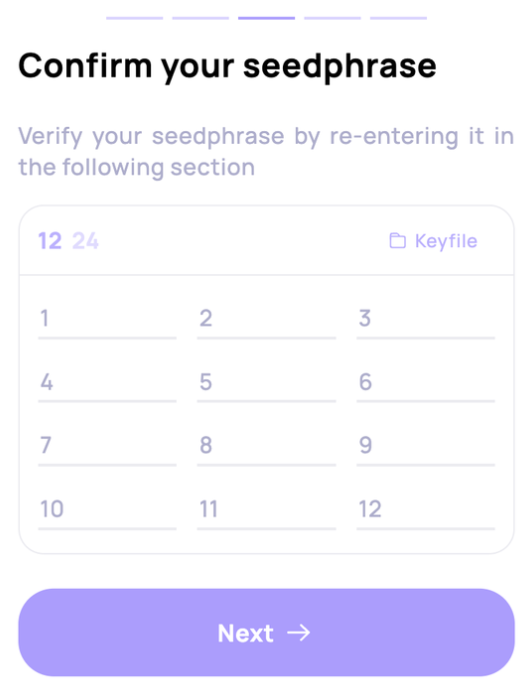 Confirm your seedphrase
Verify your seedphrase by re-entering it in
the following section
12 24 Keyfile
1 2 3
4 5 6
7 8 9
10 11 12
Next →